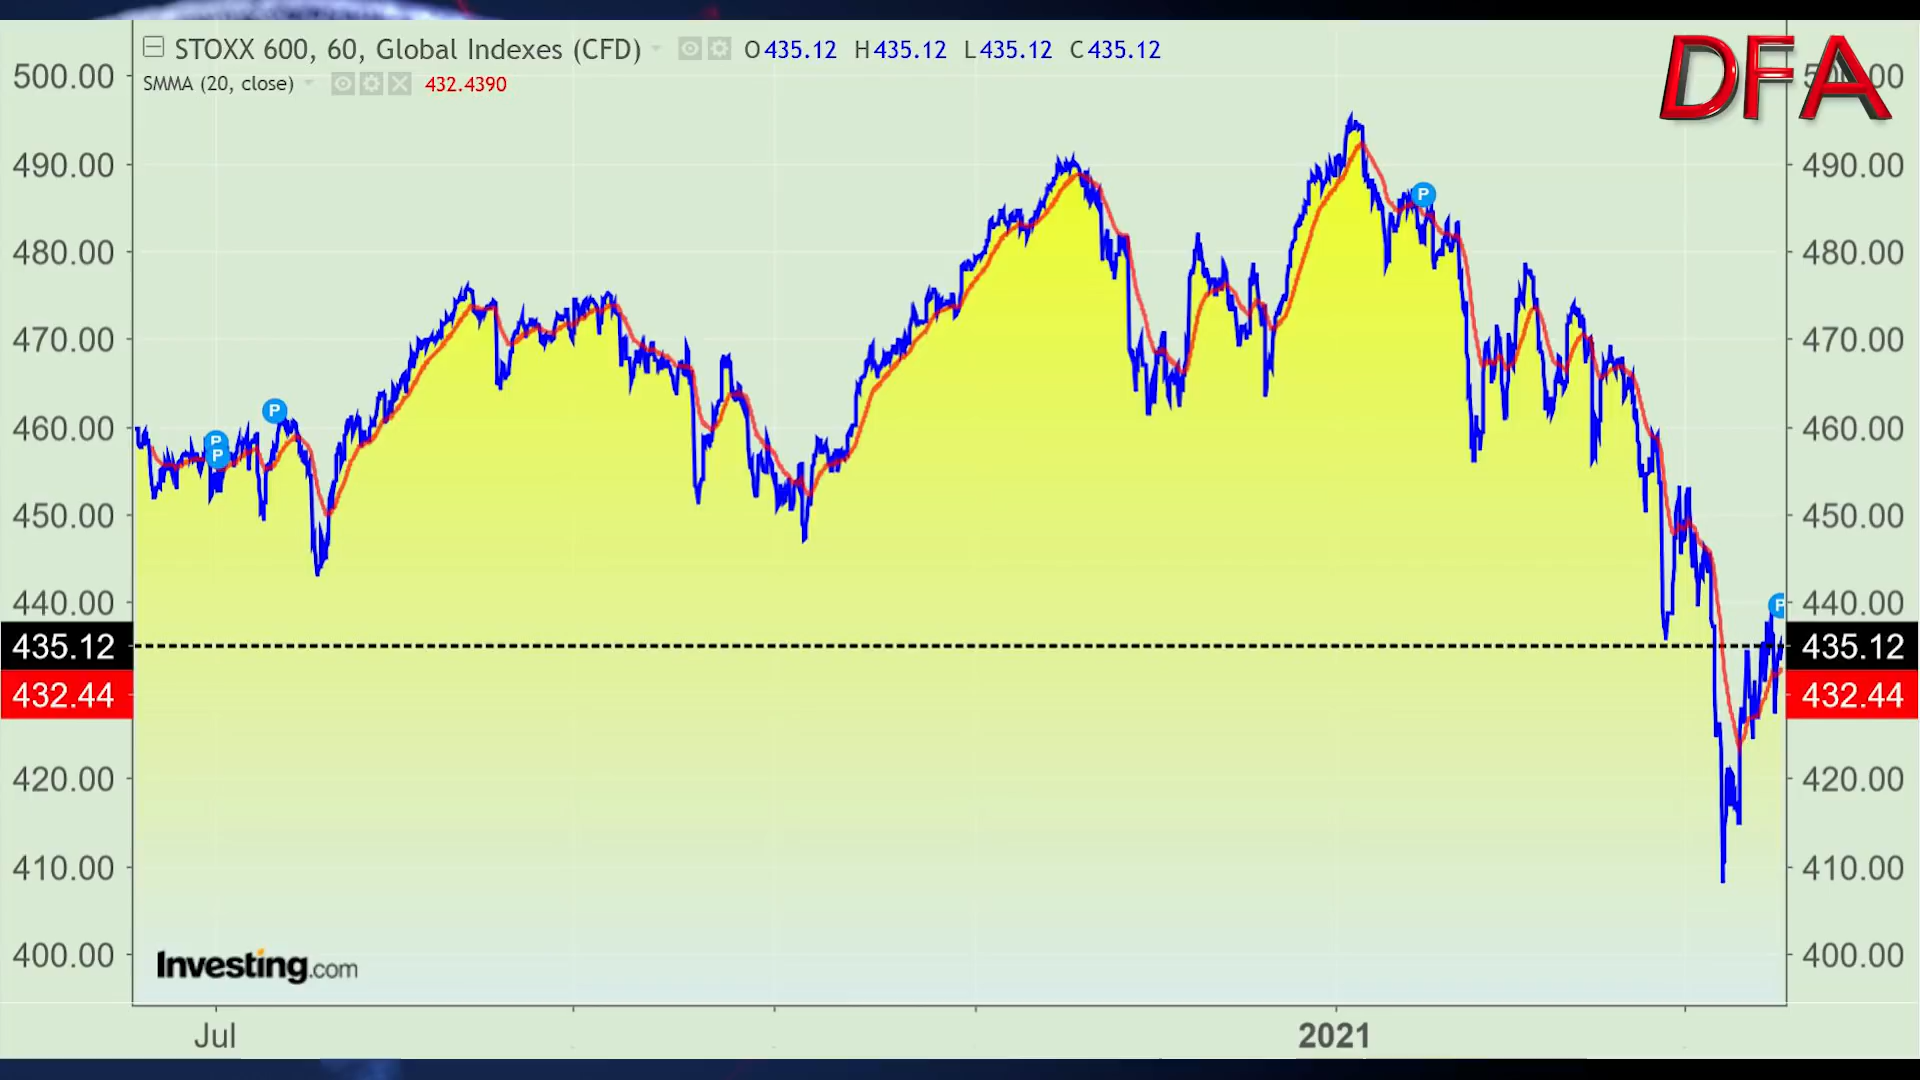 STOXX 600, 60, Global Indexes (CFD) O435.12 H435.12 L435.12 C435.12
SMMA (20, close) 432.4390
DFA
500.00
490.00
480.00
470.00
460.00
450.00
440.00
435.12
432.44
420.00
410.00
400.00
490.00
480.00
470.00
460.00
450.00
440.00
435.12
432.44
420.00
410.00
400.00
P
P
P
P
P
Investing.com
Jul
2021